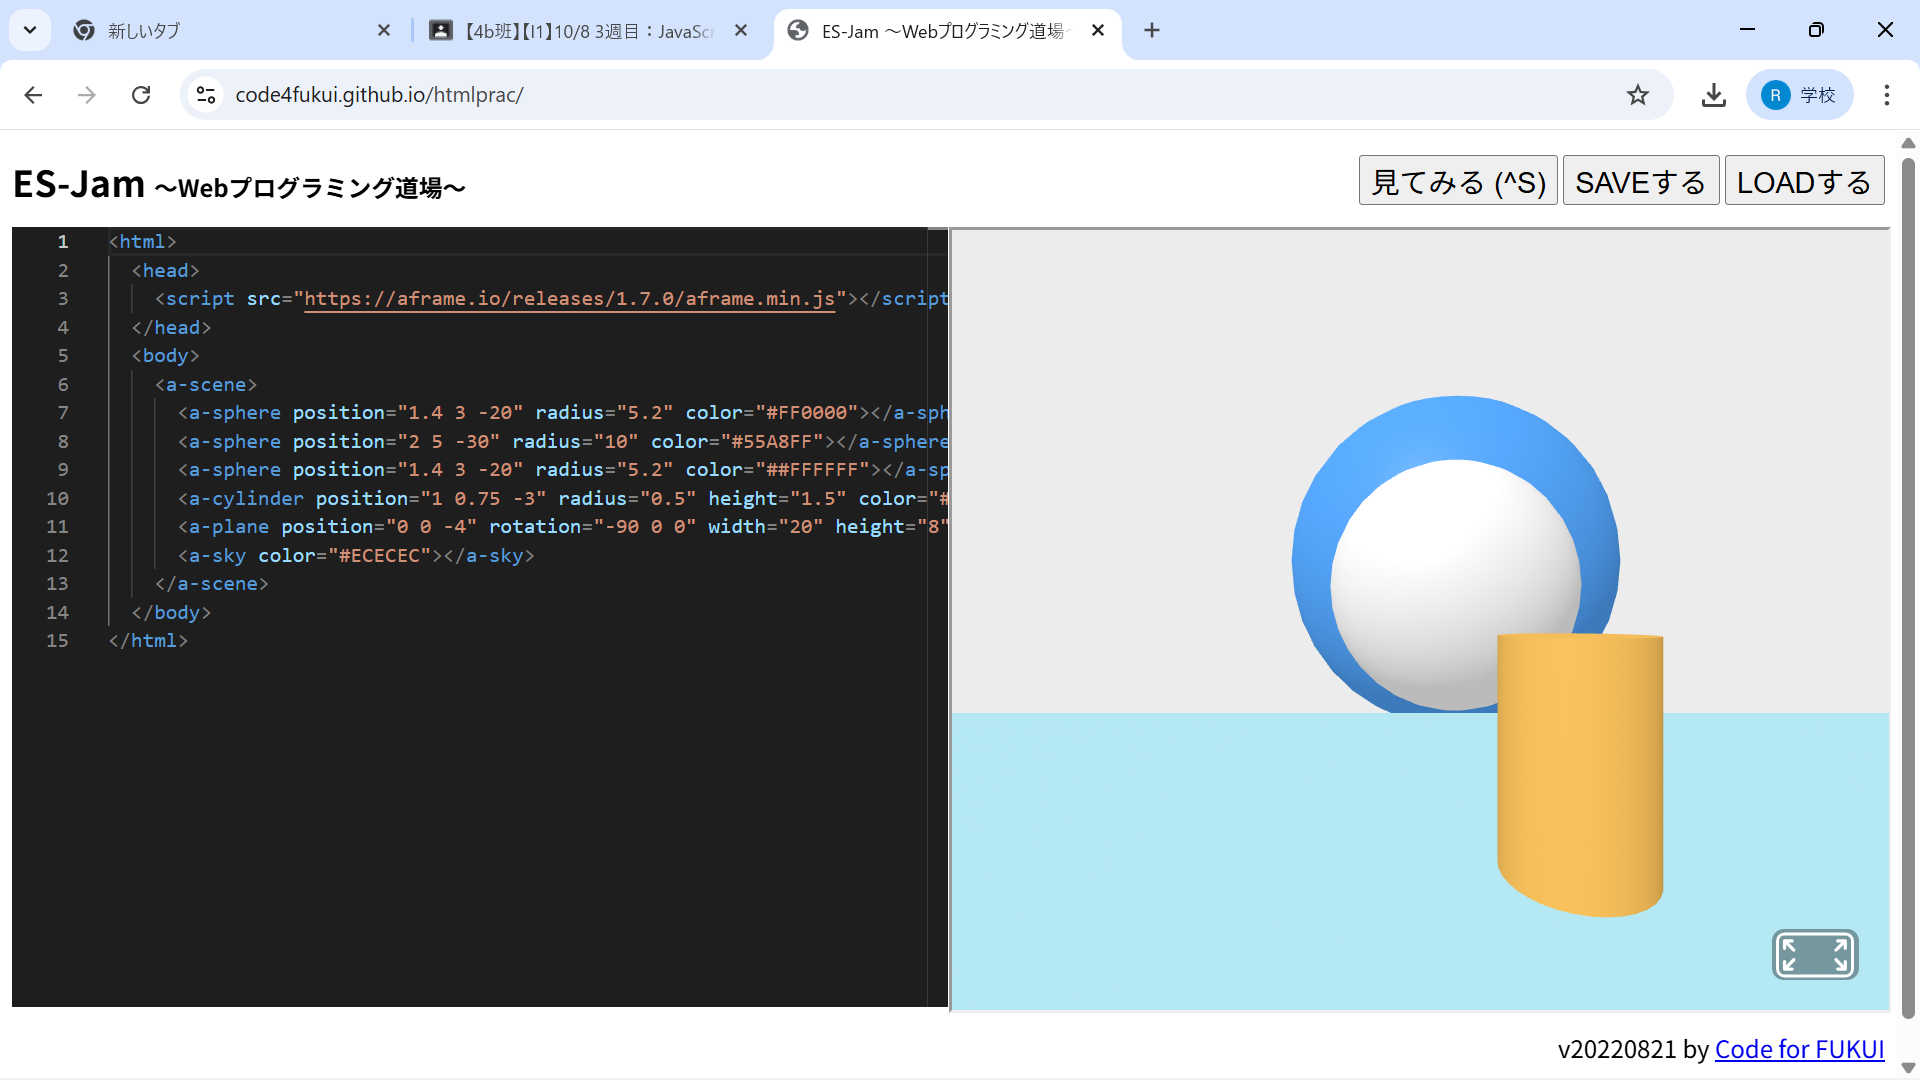 新しいタブ
【4b班】【I1】10/8 3週目：JavaScr
ES-Jam ～Webプログラミング道場～
code4fukui.github.io/htmlprac/
R 学校
ES-Jam ～Webプログラミング道場～
見てみる (^S) SAVEする LOADする
1 <html>
2 <head>
3 <script src="https://aframe.io/releases/1.7.0/aframe.min.js"></script
4 </head>
5 <body>
6 <a-scene>
7 <a-sphere position="1.4 3 -20" radius="5.2" color="#FF0000"></a-sph
8 <a-sphere position="2 5 -30" radius="10" color="#55A8FF"></a-sphere
9 <a-sphere position="1.4 3 -20" radius="5.2" color="##FFFFFF"></a-sp
10 <a-cylinder position="1 0.75 -3" radius="0.5" height="1.5" color="#
11 <a-plane position="0 0 -4" rotation="-90 0 0" width="20" height="8"
12 <a-sky color="#ECECEC"></a-sky>
13 </a-scene>
14 </body>
15 </html>
v20220821 by Code for FUKUI